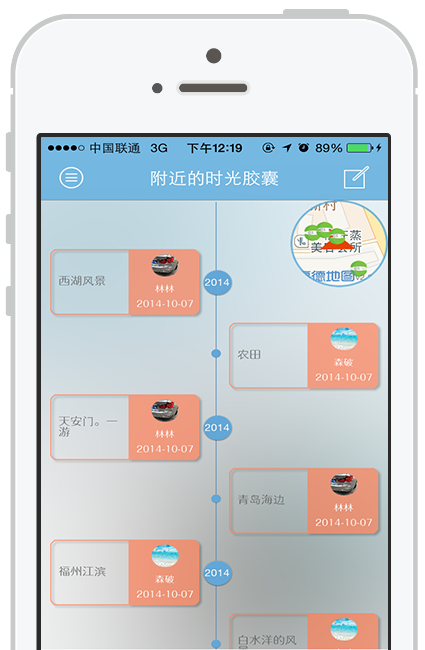 中国联通 3G 下午12:19 89%
附近的时光胶囊
新村
汗蒸
美容会所
高德地图
西湖风景
林林
2014-10-07
2014
农田
森破
2014-10-07
天安门。一
游
林林
2014-10-07
2014
青岛海边
林林
2014-10-07
福州江滨
森破
2014-10-07
2014
白水洋的风